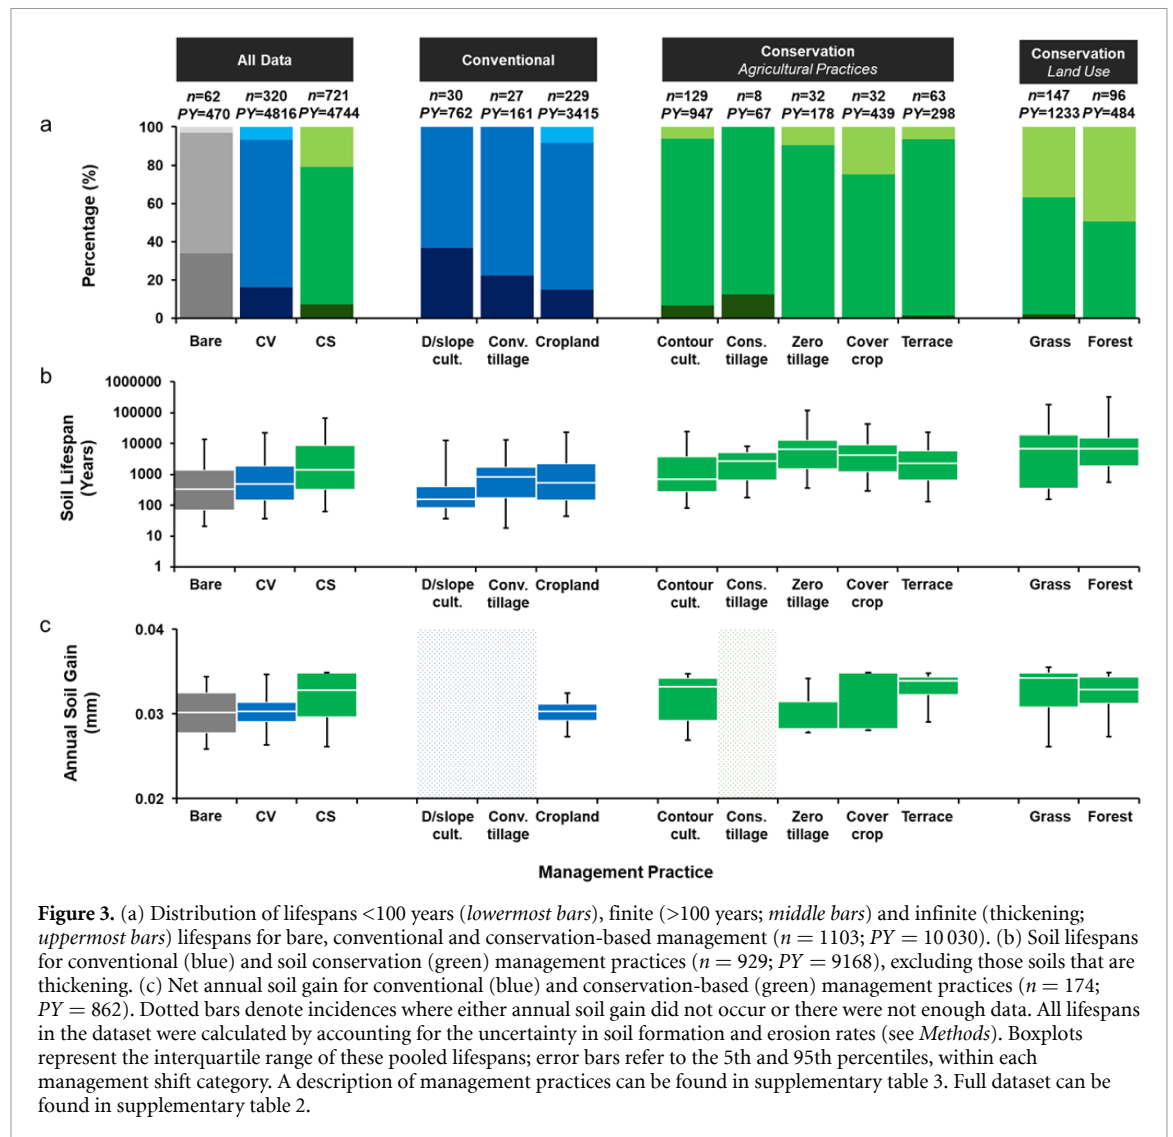 All Data
Conventional
Conservation
Agricultural Practices
Conservation
Land Use
n=62
PY=470
n=320
PY=4816
n=721
PY=4744
n=30
PY=762
n=27
PY=161
n=229
PY=3415
n=129
PY=947
n=8
PY=67
n=32
PY=178
n=32
PY=439
n=63
PY=298
n=147
PY=1233
n=96
PY=484
a
Percentage (%)
100
80
60
40
20
0
Bare
CV
CS
D/slope
cult.
Conv.
tillage
Cropland
Contour
cult.
Cons.
tillage
Zero
tillage
Cover
crop
Terrace
Grass
Forest
b
Soil Lifespan
(Years)
1000000
100000
10000
1000
100
10
1
Bare
CV
CS
D/slope
cult.
Conv.
tillage
Cropland
Contour
cult.
Cons.
tillage
Zero
tillage
Cover
crop
Terrace
Grass
Forest
c
Annual Soil Gain
(mm)
0.04
0.03
0.02
Bare
CV
CS
D/slope
cult.
Conv.
tillage
Cropland
Contour
cult.
Cons.
tillage
Zero
tillage
Cover
crop
Terrace
Grass
Forest
Management Practice
Figure 3. (a) Distribution of lifespans <100 years (lowermost bars), finite (>100 years; middle bars) and infinite (thickening;
uppermost bars) lifespans for bare, conventional and conservation-based management (n = 1103; PY = 10 030). (b) Soil lifespans
for conventional (blue) and soil conservation (green) management practices (n = 929; PY = 9168), excluding those soils that are
thickening. (c) Net annual soil gain for conventional (blue) and conservation-based (green) management practices (n = 174;
PY = 862). Dotted bars denote incidences where either annual soil gain did not occur or there were not enough data. All lifespans
in the dataset were calculated by accounting for the uncertainty in soil formation and erosion rates (see Methods). Boxplots
represent the interquartile range of these pooled lifespans; error bars refer to the 5th and 95th percentiles, within each
management shift category. A description of management practices can be found in supplementary table 3. Full dataset can be
found in supplementary table 2.